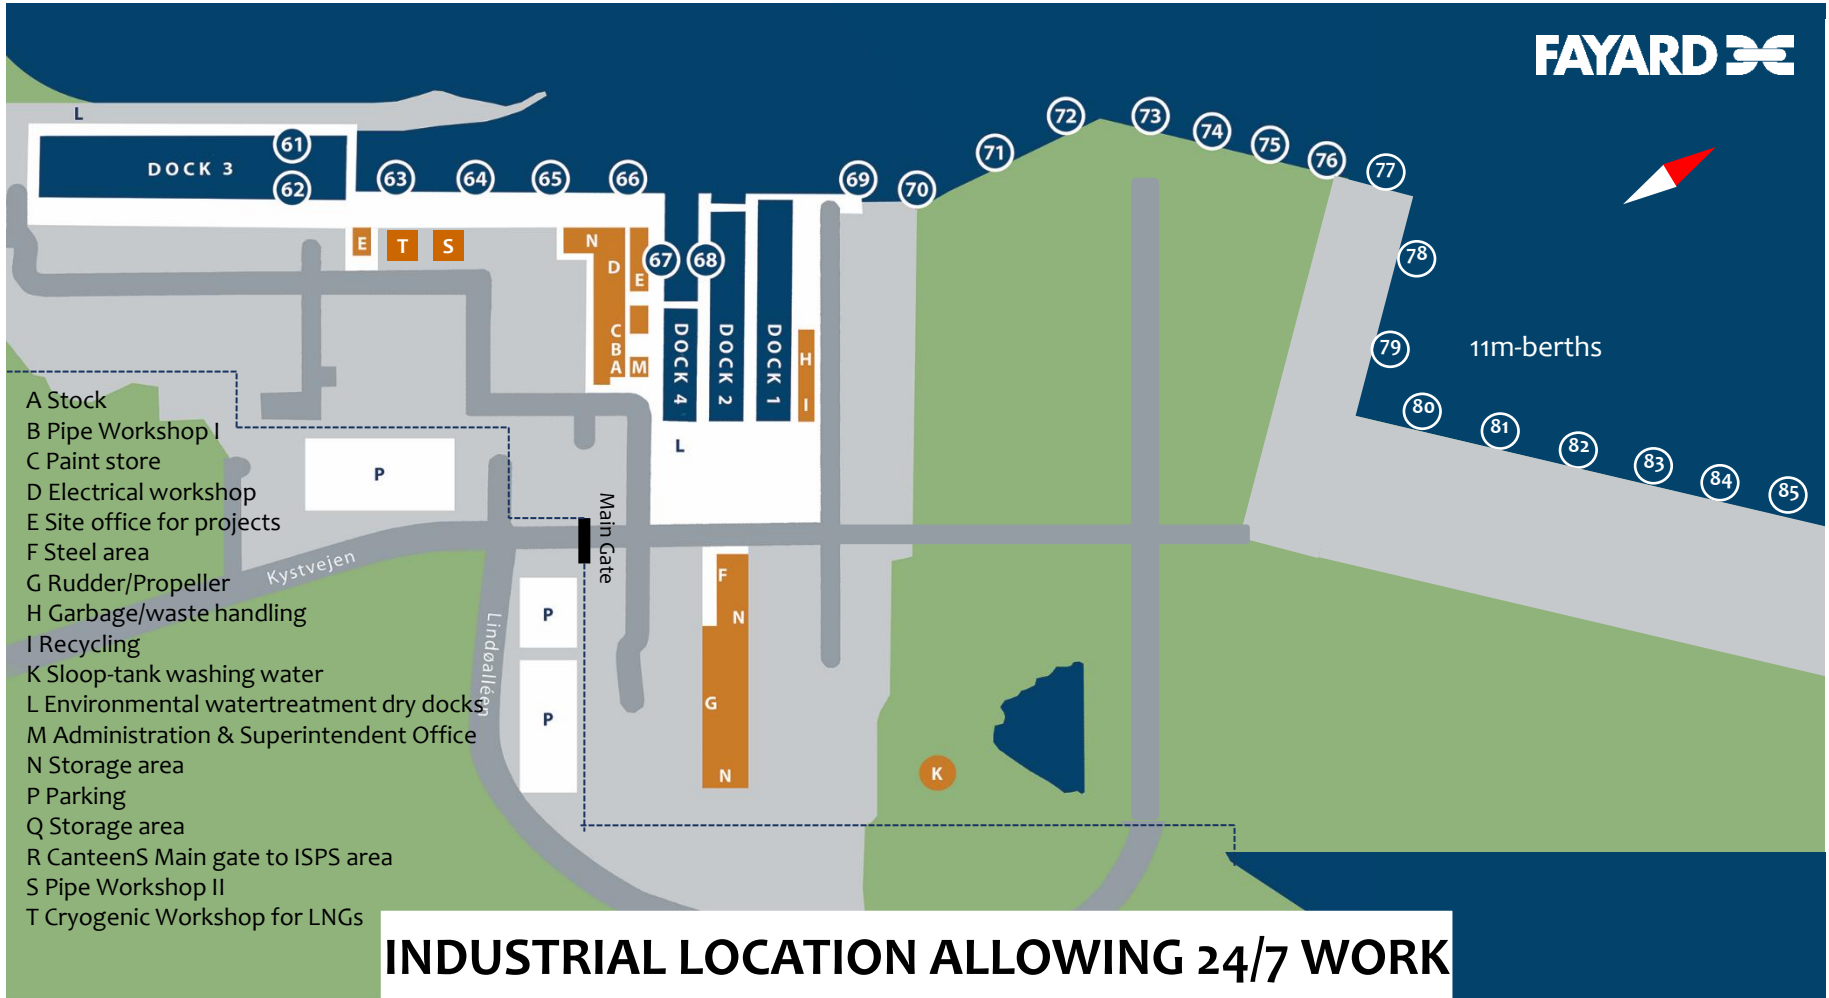 FAYARD
L
DOCK 3
61
62
63
64
65
66
67
68
69
70
71
72
73
74
75
76
77
78
79
80
81
82
83
84
85
11m-berths
E
T
S
N
D
E
C
B
A
M
DOCK 4
DOCK 2
DOCK 1
H
I
L
P
Main Gate
Kystvejen
Lindøalléen
P
P
F
N
G
N
K
A Stock
B Pipe Workshop I
C Paint store
D Electrical workshop
E Site office for projects
F Steel area
G Rudder/Propeller
H Garbage/waste handling
I Recycling
K Sloop-tank washing water
L Environmental watertreatment dry docks
M Administration & Superintendent Office
N Storage area
P Parking
Q Storage area
R CanteenS Main gate to ISPS area
S Pipe Workshop II
T Cryogenic Workshop for LNGs
INDUSTRIAL LOCATION ALLOWING 24/7 WORK